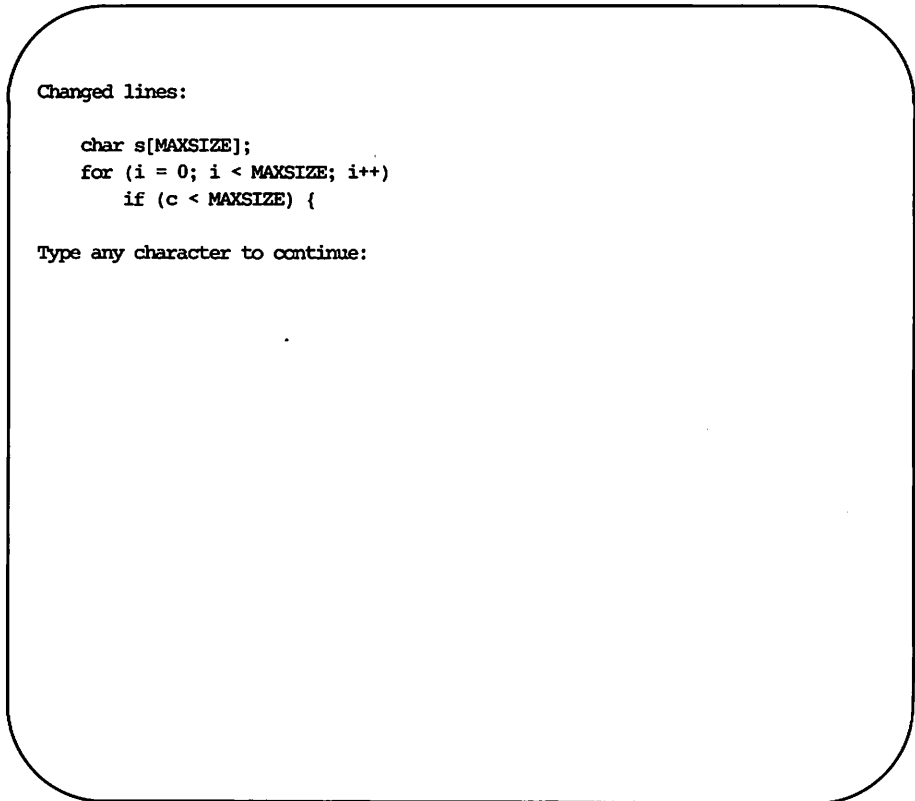 Changed lines:
char s[MAXSIZE];
for (i = 0; i < MAXSIZE; i++)
if (c < MAXSIZE) {
Type any character to continue: